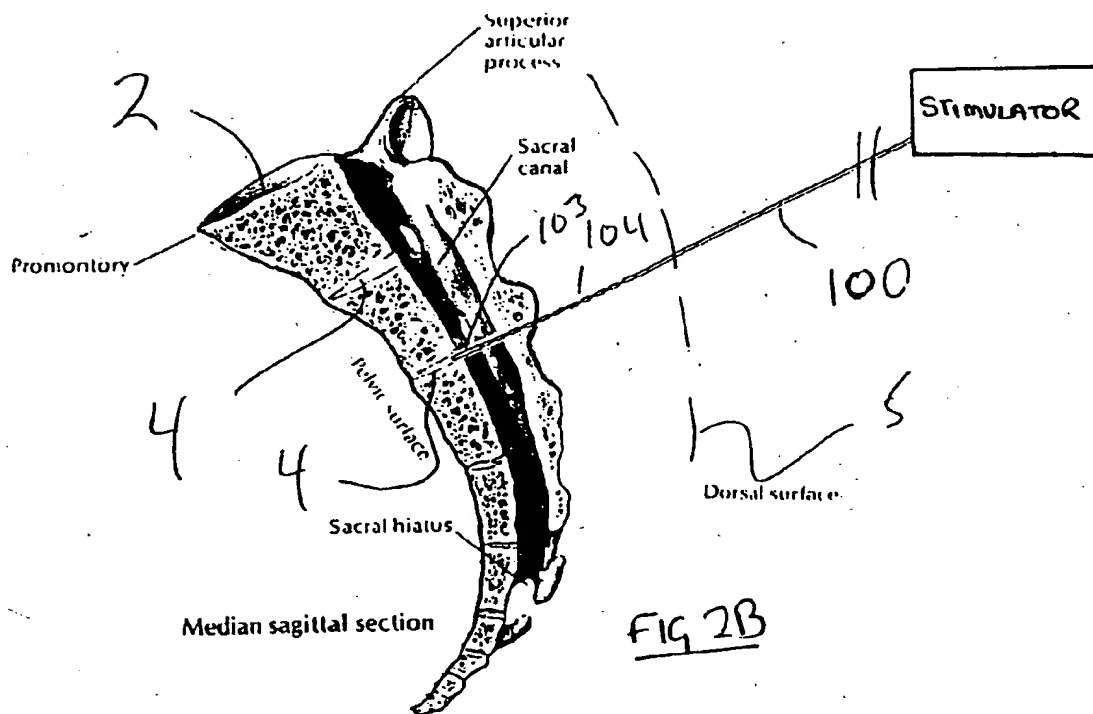 Superior
articular
process
2
STIMULATOR
Sacral
canal
103
104
Promontory
100
Pelvic surface
4
4
5
Dorsal surface
Sacral hiatus
Median sagittal section
FIG 2B